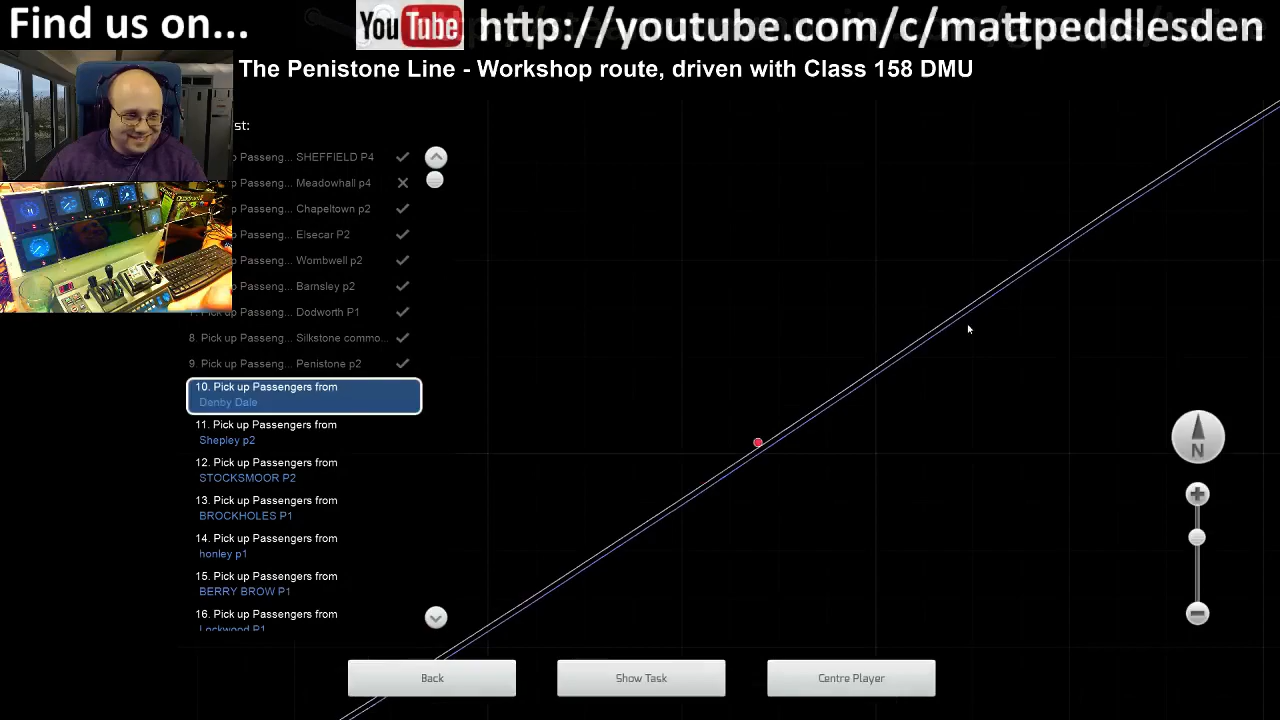 Find us on...
YouTube http://youtube.com/c/mattpeddlesden
The Penistone Line - Workshop route, driven with Class 158 DMU
st:
p Passeng... SHEFFIELD P4
p Passeng... Meadowhall p4
p Passeng... Chapeltown p2
p Passeng... Elsecar P2
p Passeng... Wombwell p2
p Passeng... Barnsley p2
p Passeng... Dodworth P1
8. Pick up Passeng... Silkstone commo...
9. Pick up Passeng... Penistone p2
10. Pick up Passengers from
Denby Dale
11. Pick up Passengers from
Shepley p2
12. Pick up Passengers from
STOCKSMOOR P2
13. Pick up Passengers from
BROCKHOLES P1
14. Pick up Passengers from
honley p1
15. Pick up Passengers from
BERRY BROW P1
16. Pick up Passengers from
Lockwood P1
N
Back
Show Task
Centre Player